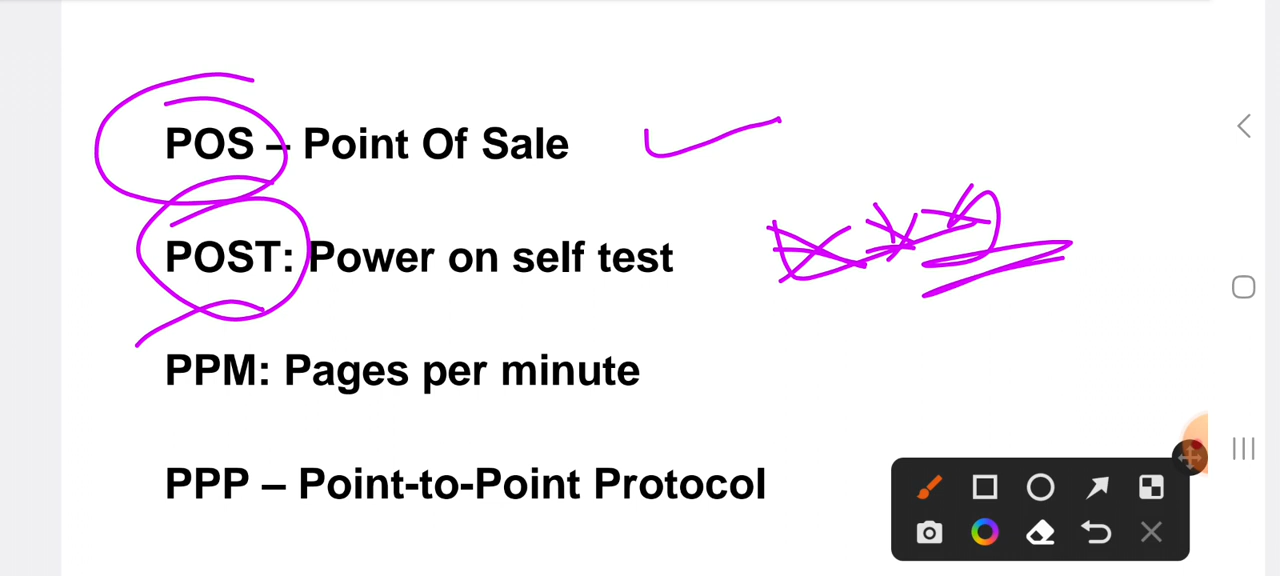 POS – Point Of Sale
POST: Power on self test
PPM: Pages per minute
PPP – Point-to-Point Protocol